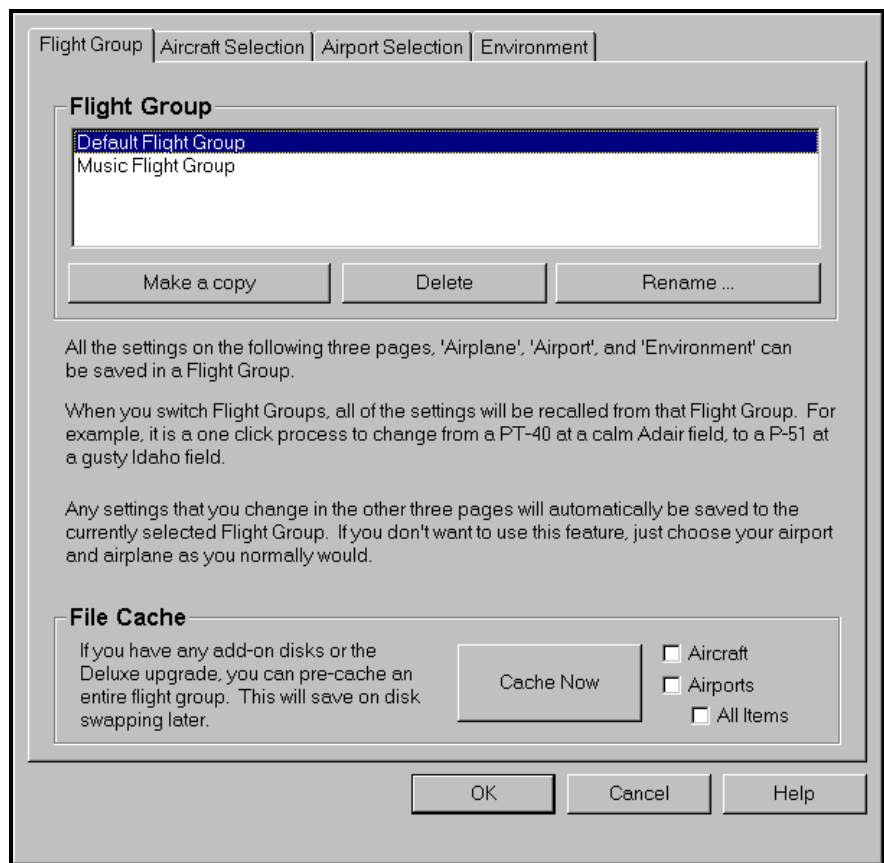 Flight Group
Aircraft Selection
Airport Selection
Environment
Flight Group
Default Flight Group
Music Flight Group
Make a copy
Delete
Rename ...
All the settings on the following three pages, 'Airplane', 'Airport', and 'Environment' can
be saved in a Flight Group.
When you switch Flight Groups, all of the settings will be recalled from that Flight Group.  For
example, it is a one click process to change from a PT-40 at a calm Adair field, to a P-51 at
a gusty Idaho field.
Any settings that you change in the other three pages will automatically be saved to the
currently selected Flight Group.  If you don't want to use this feature, just choose your airport
and airplane as you normally would.
File Cache
If you have any add-on disks or the
Deluxe upgrade, you can pre-cache an
entire flight group.  This will save on disk
swapping later.
Cache Now
Aircraft
Airports
All Items
OK
Cancel
Help